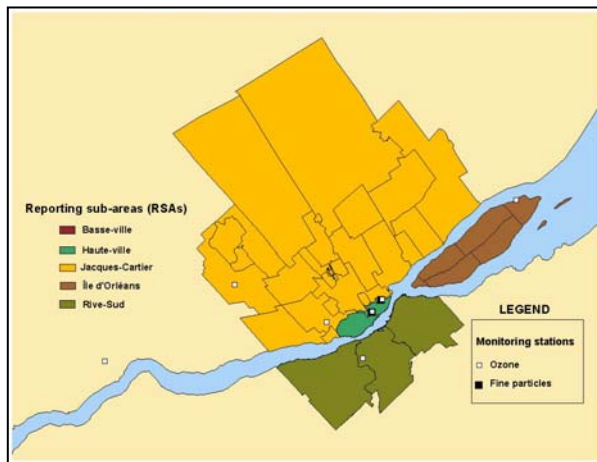 Reporting sub-areas (RSAs)
Basse-ville
Haute-ville
Jacques-Cartier
Île d'Orléans
Rive-Sud
LEGEND
Monitoring stations
Ozone
Fine particles